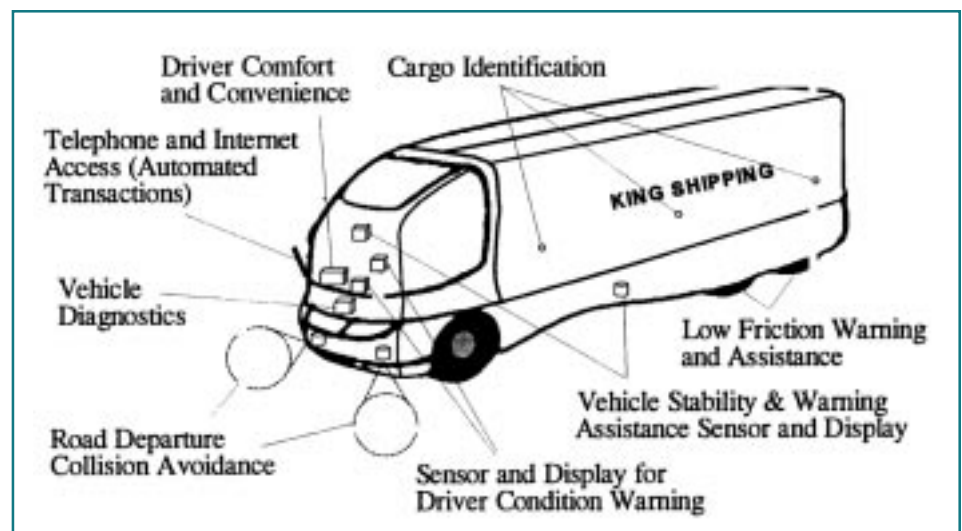 Driver Comfort
and Convenience
Cargo Identification
Telephone and Internet
Access (Automated
Transactions)
KING SHIPPING
Vehicle
Diagnostics
Low Friction Warning
and Assistance
Vehicle Stability & Warning
Assistance Sensor and Display
Road Departure
Collision Avoidance
Sensor and Display for
Driver Condition Warning